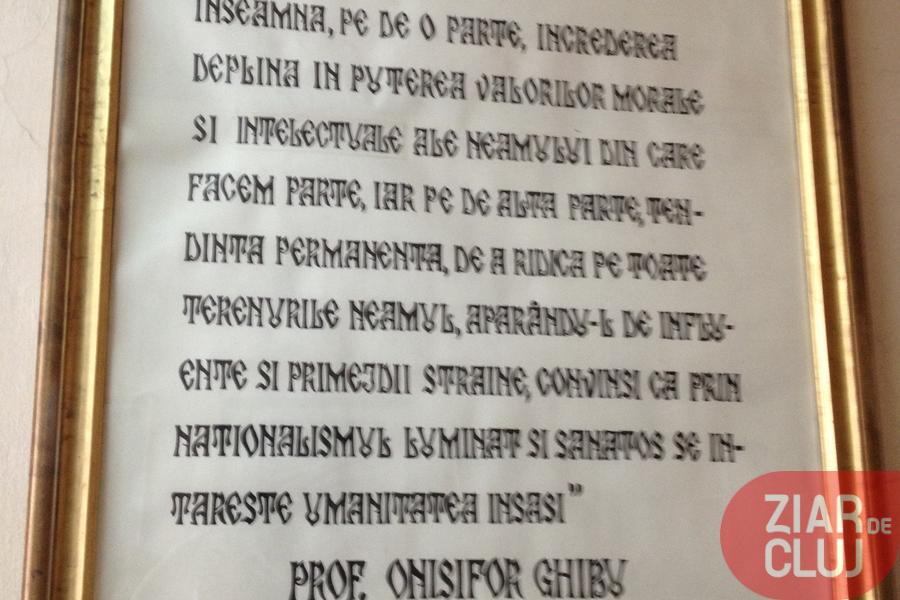 INSEAMNA, PE DE O PARTE, INCREDEREA
DEPLINA IN PUTEREA VALORILOR MORALE
SI INTELECTUALE ALE NEAMULUI DIN CARE
FACEM PARTE, IAR PE DE ALTA PARTE, TEN-
DINTA PERMANENTA, DE A RIDICA PE TOATE
TERENURILE NEAMUL, APARÂNDU-L DE INFLU-
ENTE SI PRIMEJDII STRAINE, CONVINSI CA PRIN
NATIONALISMUL LUMINAT SI SANATOS SE IN-
TARESTE UMANITATEA INSASI”
PROF. ONISIFOR GHIBU
ZIAR DE
CLUJ